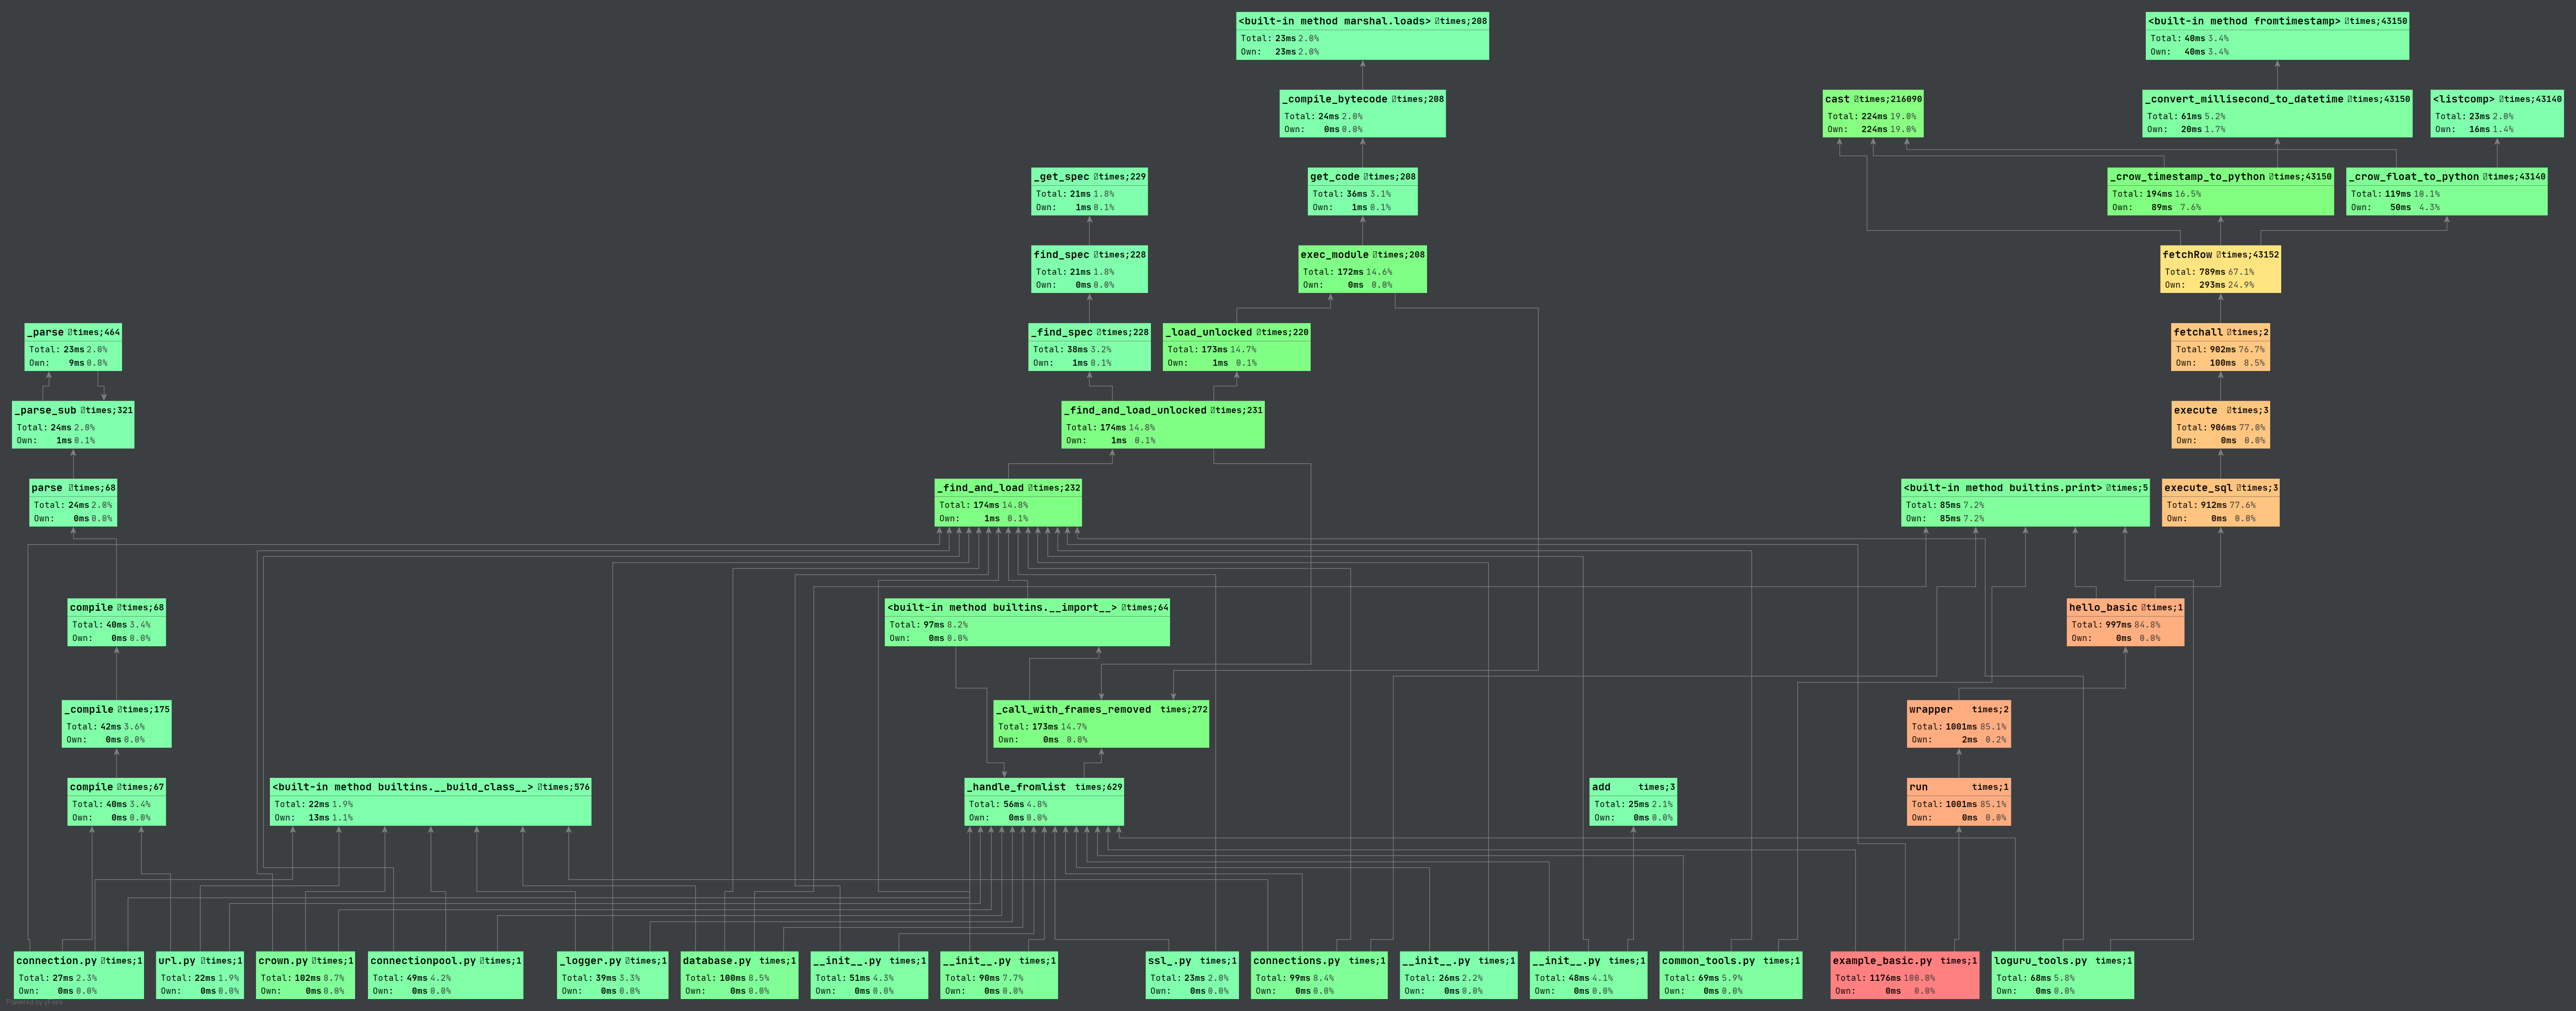 <built-in method marshal.loads> times;208
Total: 23ms 2.0%
Own: 23ms 2.0%
<built-in method fromtimestamp> times;43150
Total: 40ms 3.4%
Own: 40ms 3.4%
_compile_bytecode times;208
Total: 24ms 2.0%
Own: 0ms 0.0%
cast times;216090
Total: 224ms 19.0%
Own: 224ms 19.0%
_convert_millisecond_to_datetime times;43150
Total: 61ms 5.2%
Own: 20ms 1.7%
<listcomp> times;43140
Total: 23ms 2.0%
Own: 16ms 1.4%
_get_spec times;229
Total: 21ms 1.8%
Own: 1ms 0.1%
get_code times;208
Total: 36ms 3.1%
Own: 1ms 0.1%
_crow_timestamp_to_python times;43150
Total: 194ms 16.5%
Own: 89ms 7.6%
_crow_float_to_python times;43140
Total: 119ms 10.1%
Own: 50ms 4.3%
find_spec times;228
Total: 21ms 1.8%
Own: 0ms 0.0%
exec_module times;208
Total: 172ms 14.6%
Own: 0ms 0.0%
fetchRow times;43152
Total: 789ms 67.1%
Own: 293ms 24.9%
_parse times;464
Total: 23ms 2.0%
Own: 9ms 0.8%
_find_spec times;228
Total: 38ms 3.2%
Own: 1ms 0.1%
_load_unlocked times;220
Total: 173ms 14.7%
Own: 1ms 0.1%
fetchall times;2
Total: 902ms 76.7%
Own: 100ms 8.5%
_parse_sub times;321
Total: 24ms 2.0%
Own: 1ms 0.1%
_find_and_load_unlocked times;231
Total: 174ms 14.8%
Own: 1ms 0.1%
execute times;3
Total: 906ms 77.0%
Own: 0ms 0.0%
parse times;68
Total: 24ms 2.0%
Own: 0ms 0.0%
_find_and_load times;232
Total: 174ms 14.8%
Own: 1ms 0.1%
<built-in method builtins.print> times;5
Total: 85ms 7.2%
Own: 85ms 7.2%
execute_sql times;3
Total: 912ms 77.6%
Own: 0ms 0.0%
compile times;68
Total: 40ms 3.4%
Own: 0ms 0.0%
<built-in method builtins.__import__> times;64
Total: 97ms 8.2%
Own: 0ms 0.0%
hello_basic times;1
Total: 997ms 84.8%
Own: 0ms 0.0%
_compile times;175
Total: 42ms 3.6%
Own: 0ms 0.0%
_call_with_frames_removed times;272
Total: 173ms 14.7%
Own: 0ms 0.0%
wrapper times;2
Total: 1001ms 85.1%
Own: 2ms 0.2%
compile times;67
Total: 40ms 3.4%
Own: 0ms 0.0%
<built-in method builtins.__build_class__> times;576
Total: 22ms 1.9%
Own: 13ms 1.1%
_handle_fromlist times;629
Total: 56ms 4.8%
Own: 0ms 0.0%
add times;3
Total: 25ms 2.1%
Own: 0ms 0.0%
run times;1
Total: 1001ms 85.1%
Own: 0ms 0.0%
connection.py times;1
Total: 27ms 2.3%
Own: 0ms 0.0%
url.py times;1
Total: 22ms 1.9%
Own: 0ms 0.0%
crown.py times;1
Total: 102ms 8.7%
Own: 0ms 0.0%
connectionpool.py times;1
Total: 49ms 4.2%
Own: 0ms 0.0%
_logger.py times;1
Total: 39ms 3.3%
Own: 0ms 0.0%
database.py times;1
Total: 100ms 8.5%
Own: 0ms 0.0%
__init__.py times;1
Total: 51ms 4.3%
Own: 0ms 0.0%
__init__.py times;1
Total: 90ms 7.7%
Own: 0ms 0.0%
ssl_.py times;1
Total: 23ms 2.0%
Own: 0ms 0.0%
connections.py times;1
Total: 99ms 8.4%
Own: 0ms 0.0%
__init__.py times;1
Total: 26ms 2.2%
Own: 0ms 0.0%
__init__.py times;1
Total: 48ms 4.1%
Own: 0ms 0.0%
common_tools.py times;1
Total: 69ms 5.9%
Own: 0ms 0.0%
example_basic.py times;1
Total: 1176ms 100.0%
Own: 0ms 0.0%
loguru_tools.py times;1
Total: 68ms 5.8%
Own: 0ms 0.0%
Powered by yFiles